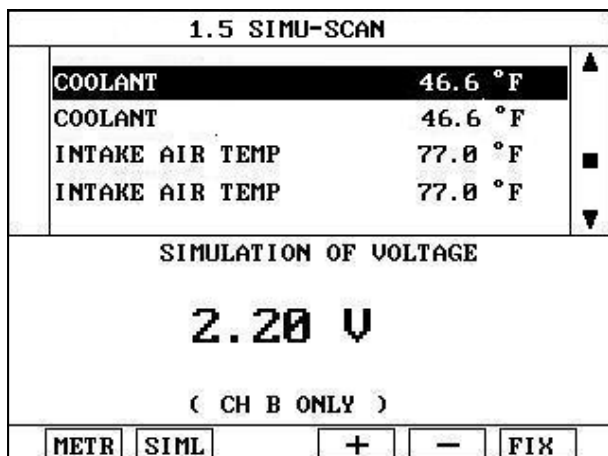 1.5 SIMU-SCAN
COOLANT 46.6 °F
COOLANT 46.6 °F
INTAKE AIR TEMP 77.0 °F
INTAKE AIR TEMP 77.0 °F
SIMULATION OF VOLTAGE
2.20 V
( CH B ONLY )
METR SIML + - FIX